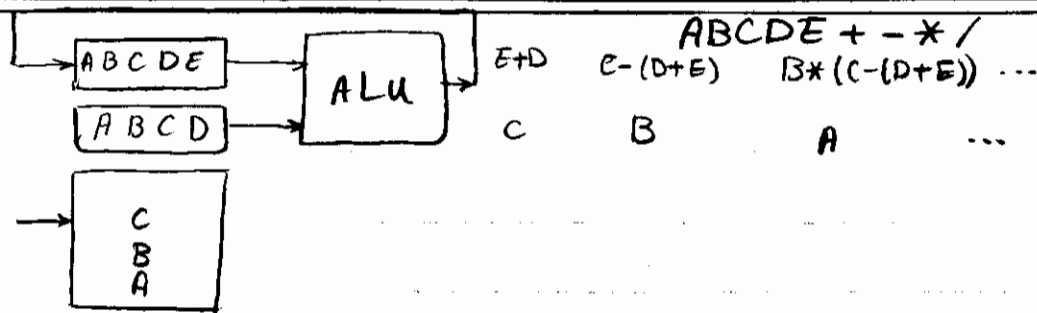 ABCDE + - * /
ABCDE ALU E+D C-(D+E) B*(C-(D+E)) ...
ABCD C B A ...
C
B
A